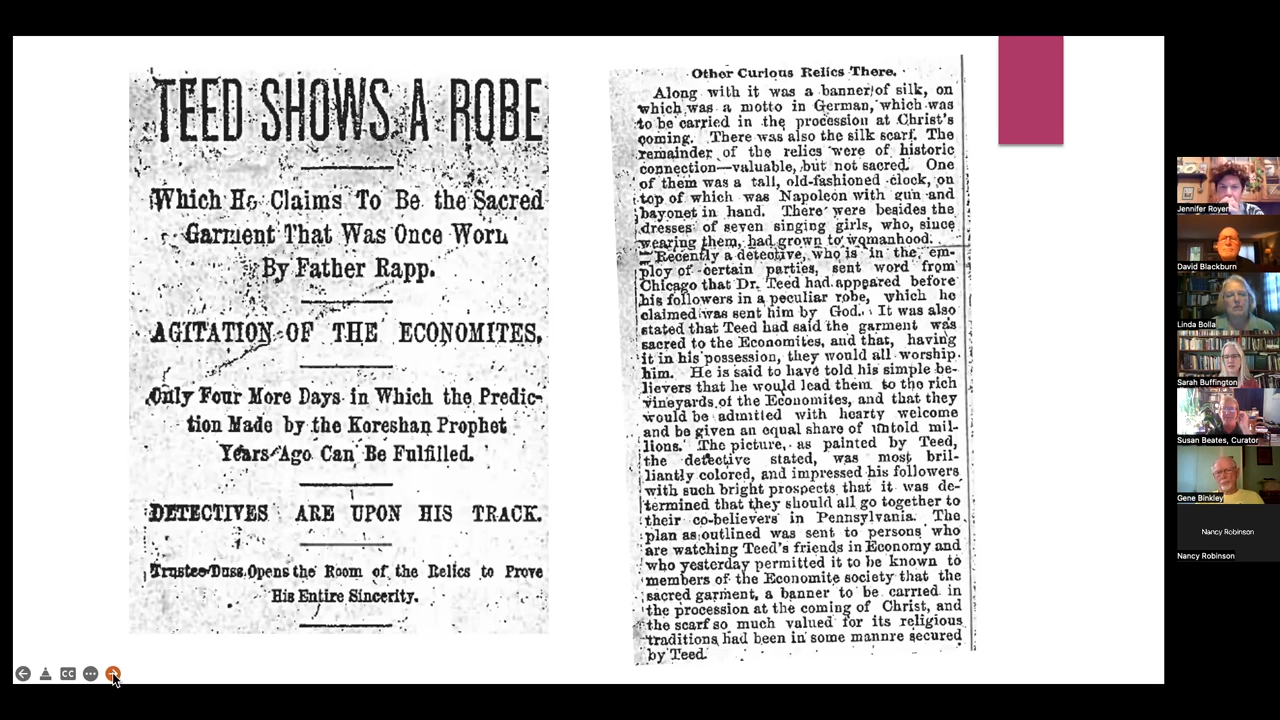 TEED SHOWS A ROBE
Which He Claims To Be the Sacred
Garment That Was Once Worn
By Father Rapp.
AGITATION OF THE ECONOMITES.
Only Four More Days in Which the Predic-
tion Made by the Koreshan Prophet
Years Ago Can Be Fulfilled.
DETECTIVES ARE UPON HIS TRACK.
Trustee Duss Opens the Room of the Relics to Prove
His Entire Sincerity.
Other Curious Relics There.
Along with it was a banner of silk, on
which was a motto in German, which was
to be carried in the procession at Christ's
coming. There was also the silk scarf. The
remainder of the relics were of historic
connection—valuable, but not sacred. One
of them was a tall, old-fashioned clock, on
top of which was Napoleon with gun and
bayonet in hand. There were besides the
dresses of seven singing girls, who, since
wearing them, had grown to womanhood.
Recently a detective, who is in the em-
ploy of certain parties, sent word from
Chicago that Dr. Teed had appeared before
his followers in a peculiar robe, which he
claimed was sent him by God. It was also
stated that Teed had said the garment was
sacred to the Economites, and that, having
it in his possession, they would all worship
him. He is said to have told his simple be-
lievers that he would lead them to the rich
vineyards of the Economites, and that they
would be admitted with hearty welcome
and be given an equal share of untold mil-
lions. The picture, as painted by Teed,
the detective stated, was most bril-
liantly colored, and impressed his followers
with such bright prospects that it was de-
termined that they should all go together to
their co-believers in Pennsylvania. The
plan as outlined was sent to persons who
are watching Teed's friends in Economy and
who yesterday permitted it to be known to
members of the Economite society that the
sacred garment, a banner to be carried in
the procession at the coming of Christ, and
the scarf so much valued for its religious
traditions had been in some mannre secured
by Teed.
CC
Jennifer Royer
David Blackburn
Linda Bolla
Sarah Buffington
Susan Beates, Curator
Gene Binkley
Nancy Robinson
Nancy Robinson